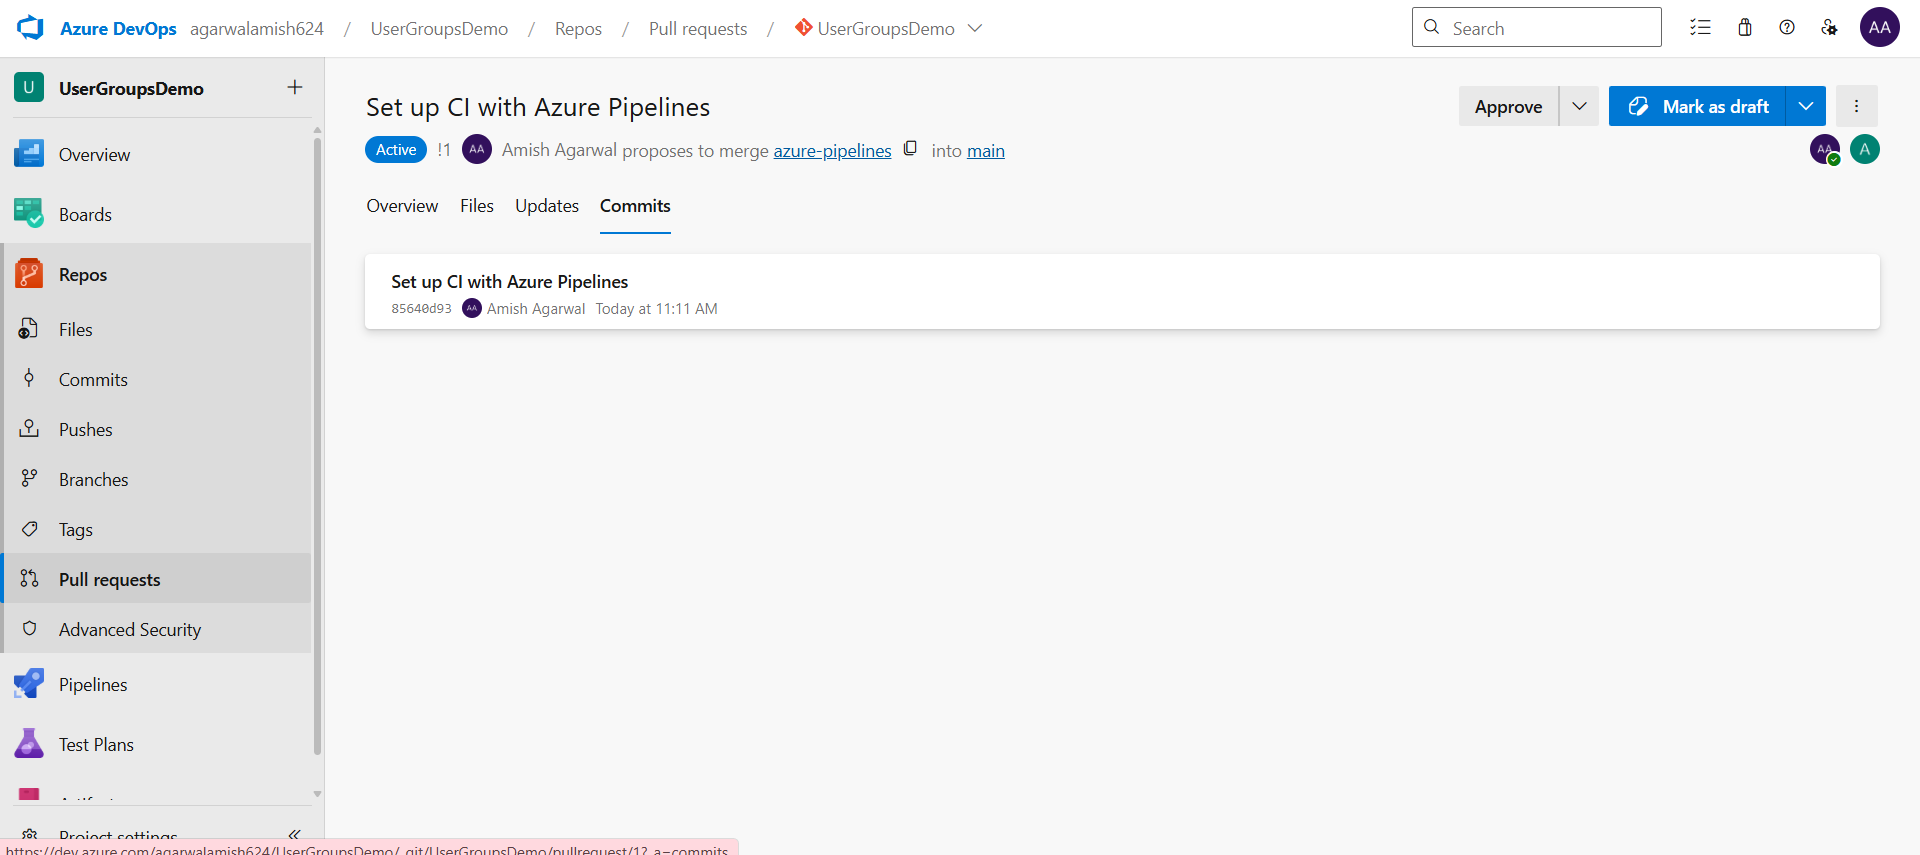 Azure DevOps agarwalamish624 / UserGroupsDemo / Repos / Pull requests / UserGroupsDemo
Search
AA
U UserGroupsDemo
Overview
Boards
Repos
Files
Commits
Pushes
Branches
Tags
Pull requests
Advanced Security
Pipelines
Test Plans
Project settings
Set up CI with Azure Pipelines
Approve
Mark as draft
Active !1 AA Amish Agarwal proposes to merge azure-pipelines into main
AA A
Overview Files Updates Commits
Set up CI with Azure Pipelines
85640d93 AA Amish Agarwal Today at 11:11 AM
https://dev.azure.com/agarwalamish624/UserGroupsDemo/_git/UserGroupsDemo/pullrequest/1?_a=commits